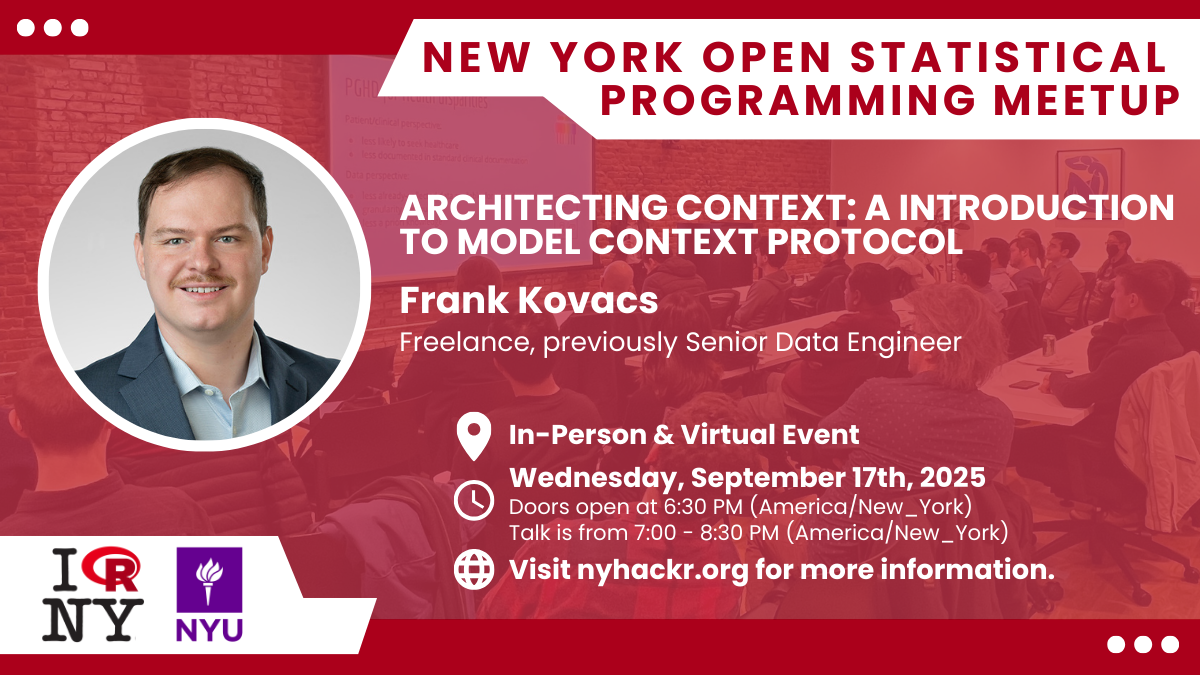 NEW YORK OPEN STATISTICAL
PROGRAMMING MEETUP
ARCHITECTING CONTEXT: A INTRODUCTION
TO MODEL CONTEXT PROTOCOL
Frank Kovacs
Freelance, previously Senior Data Engineer
In-Person & Virtual Event
Wednesday, September 17th, 2025
Doors open at 6:30 PM (America/New_York)
Talk is from 7:00 - 8:30 PM (America/New_York)
Visit nyhackr.org for more information.
I R
NY
NYU